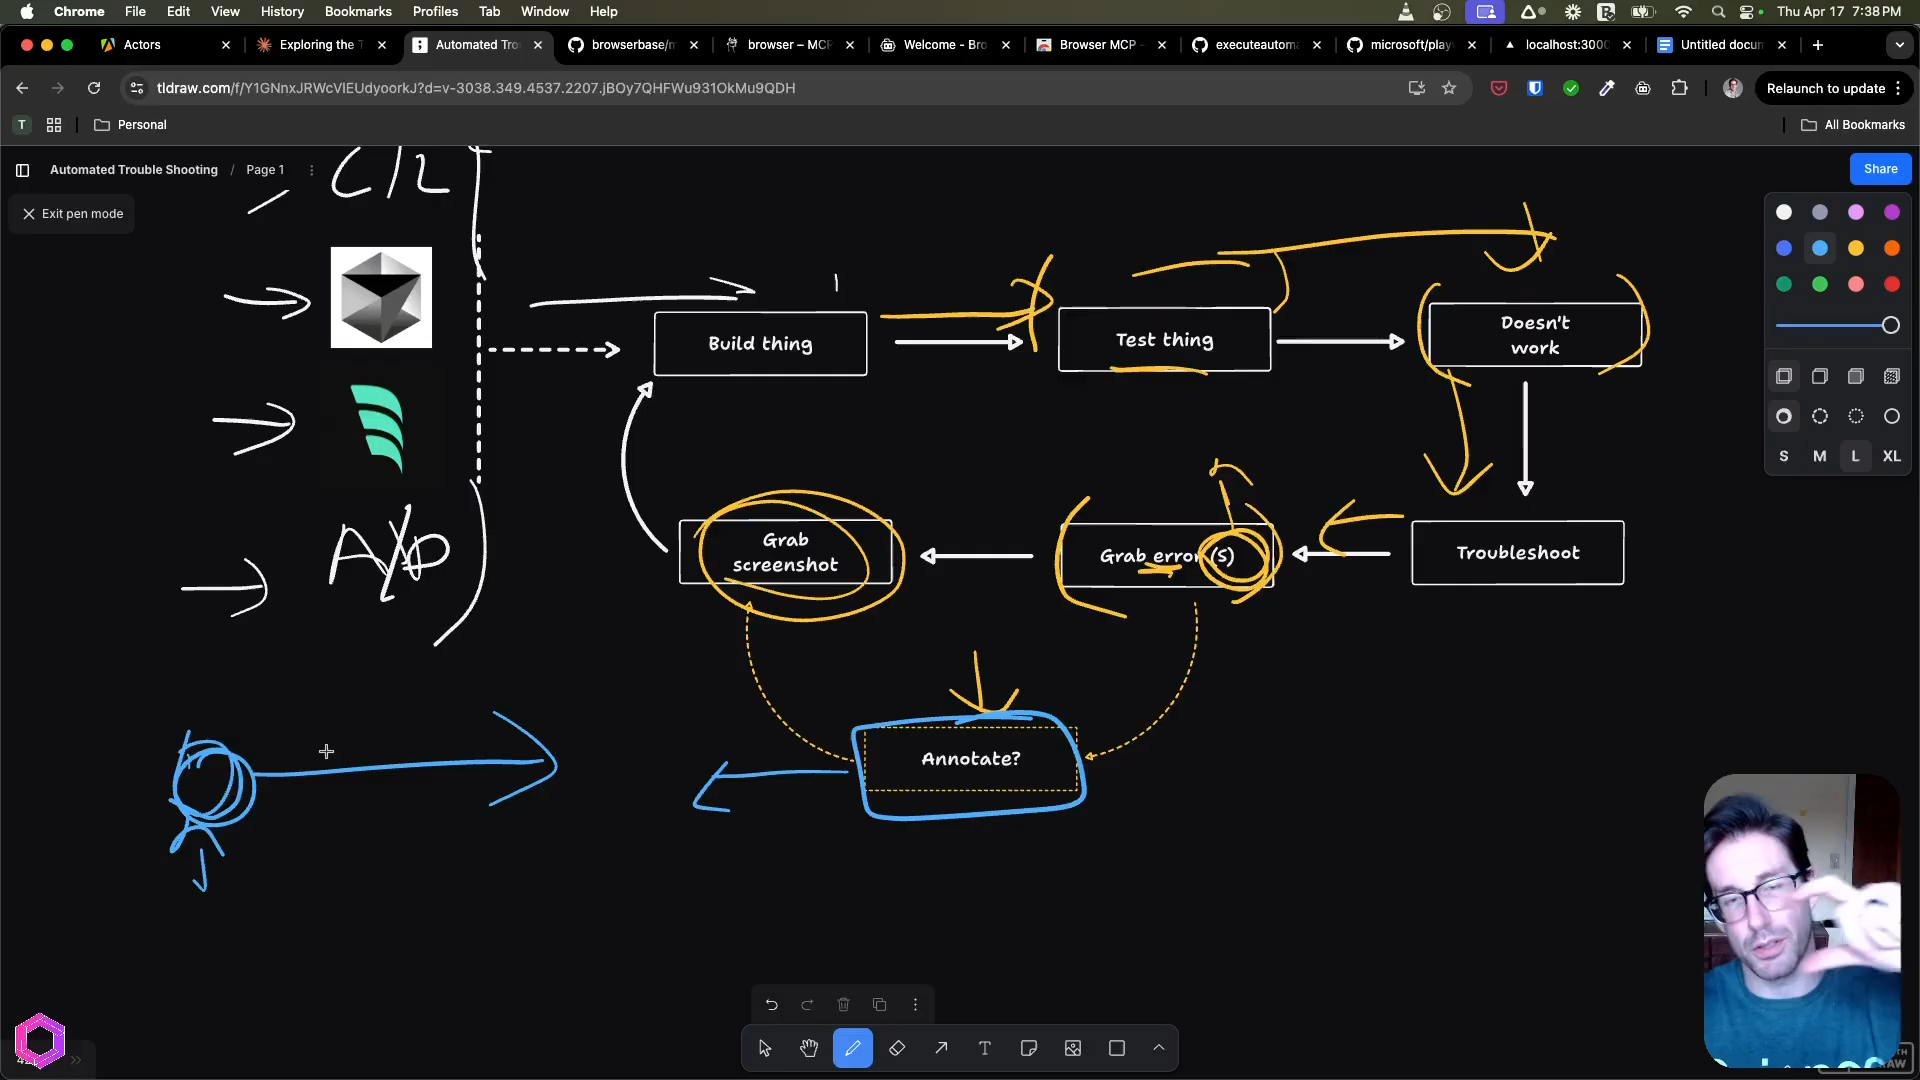 Chrome File Edit View History Bookmarks Profiles Tab Window Help Thu Apr 17 7:38 PM
Actors Exploring the T Automated Tro browserbase/m browser – MCP Welcome - Bro Browser MCP - executeautom microsoft/play localhost:3000 Untitled docum
tldraw.com/f/Y1GNnxJRWcVlEUdyoorkJ?d=v-3038.349.4537.2207.jBOy7QHFWu931OkMu9QDH Relaunch to update
T Personal All Bookmarks
Automated Trouble Shooting / Page 1 Share
Exit pen mode
Build thing
Test thing
Doesn't
work
Grab
screenshot
Grab error (s)
Troubleshoot
Annotate?
S M L XL